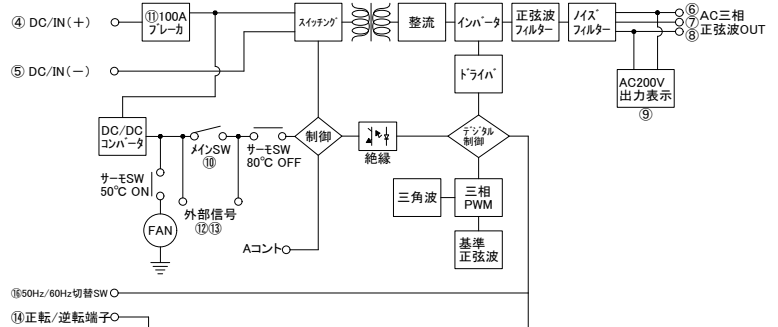 ④ DC/IN(+)
⑪100A
ブレーカ
スイッチング
整流
インバータ
正弦波
フィルター
ノイズ
フィルター
⑥
⑦
⑧
AC三相
正弦波OUT
⑤ DC/IN(-)
ドライバ
AC200V
出力表示
⑨
DC/DC
コンバータ
メインSW
⑩
サーモSW
80℃ OFF
制御
絶縁
デジタル
制御
サーモSW
50℃ ON
外部信号
⑫⑬
三角波
三相
PWM
FAN
Aコント
基準
正弦波
⑯50Hz/60Hz切替SW
⑭正転/逆転端子